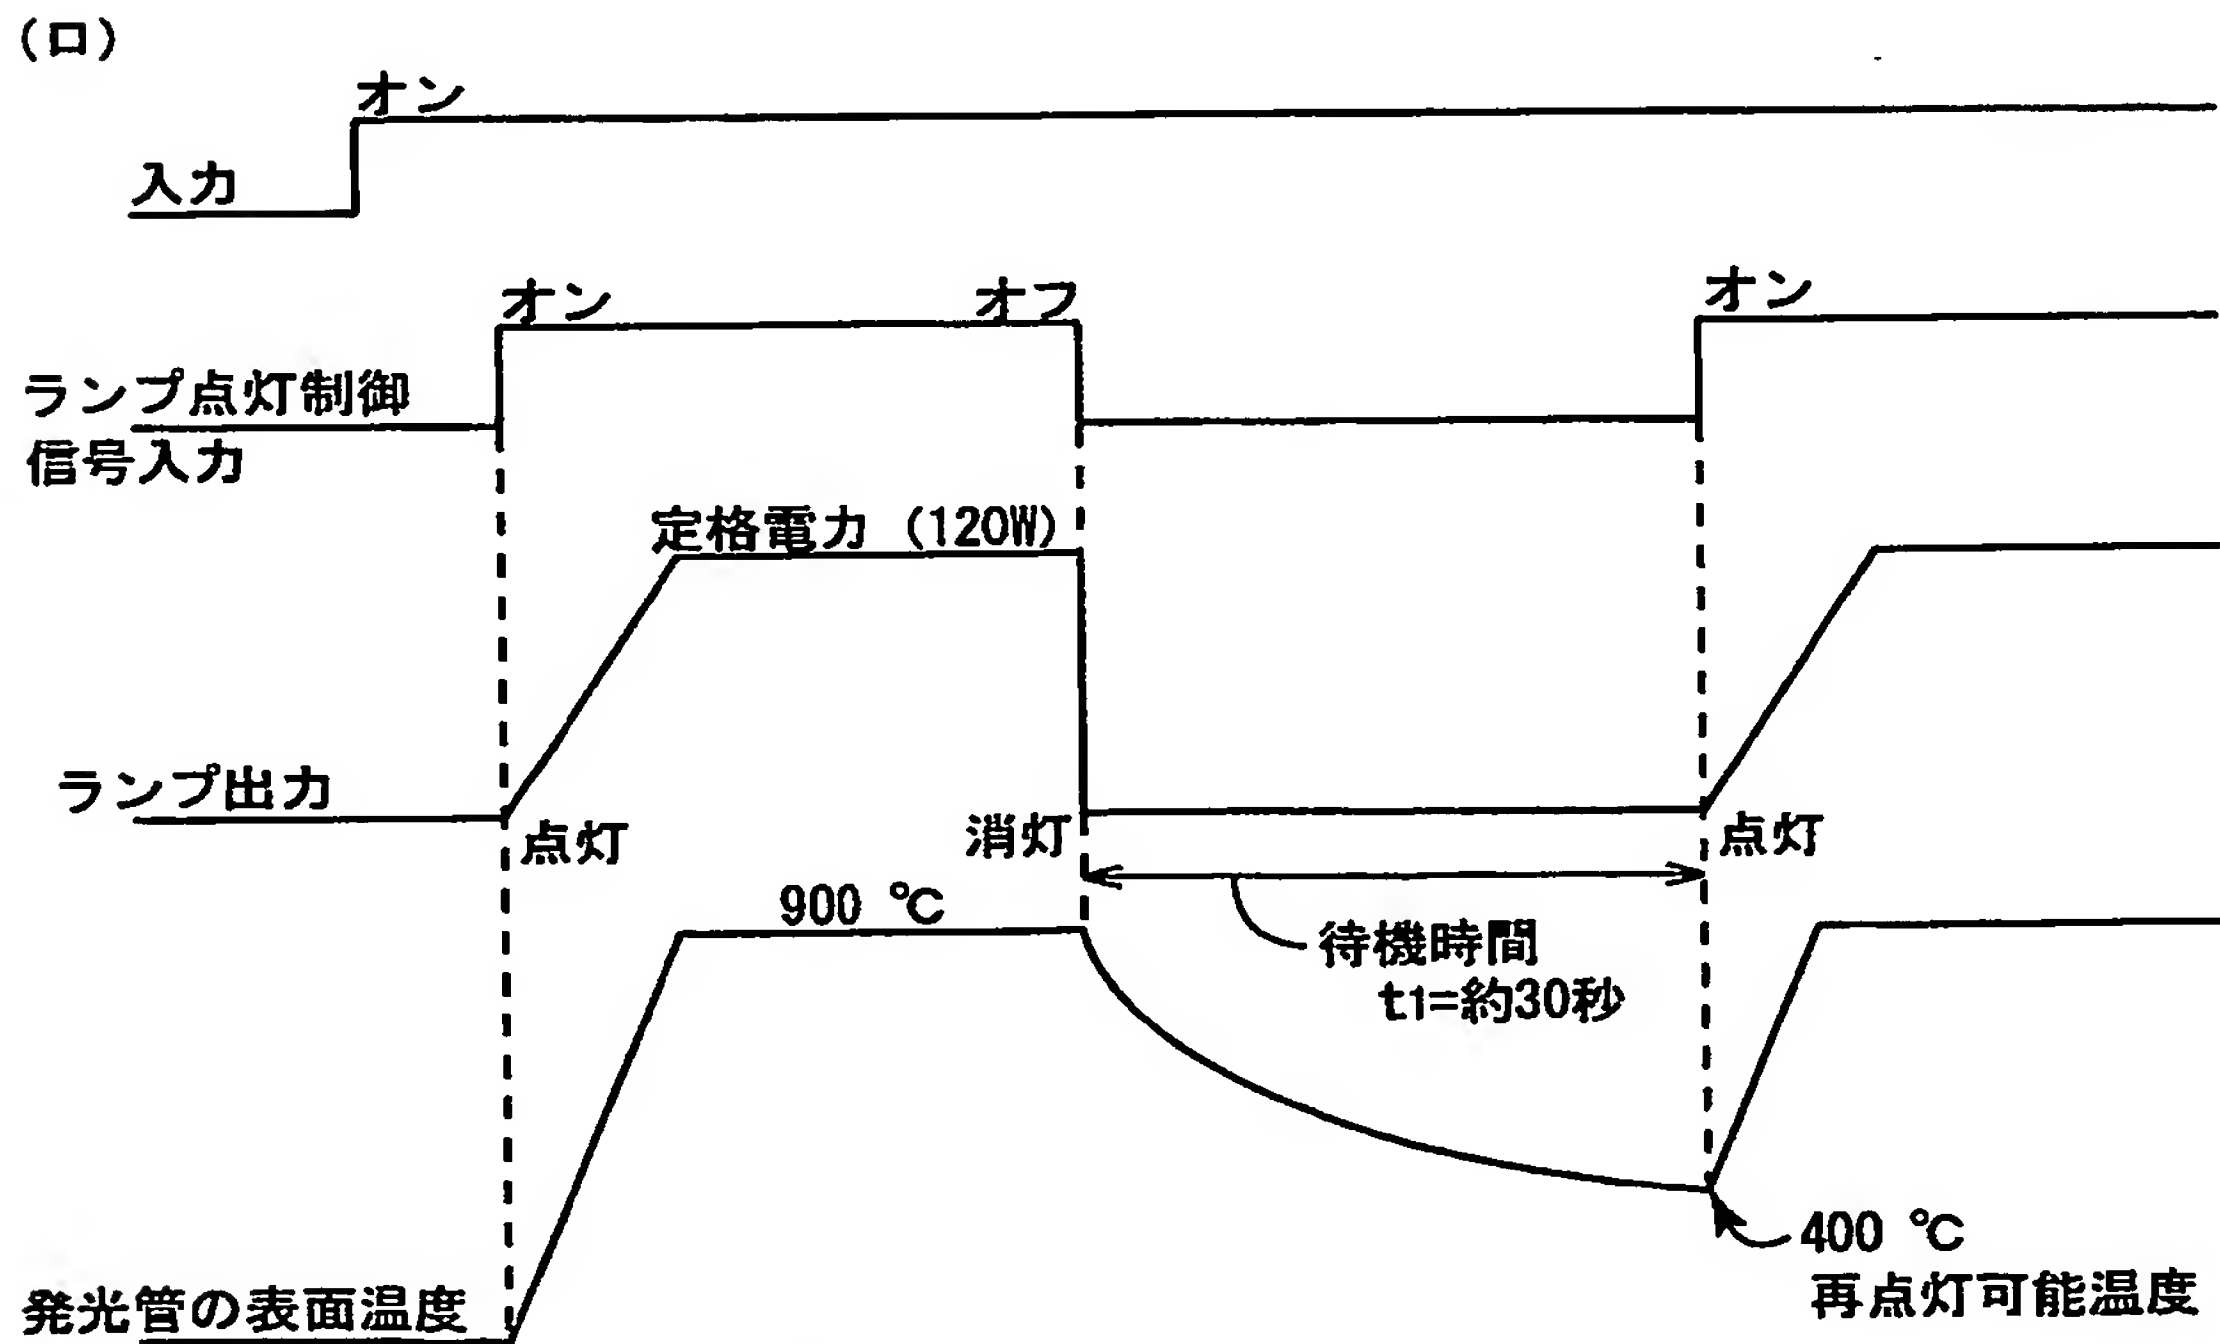 (ロ)
オン
入力
オン
オフ
オン
ランプ点灯制御
信号入力
定格電力 (120W)
ランプ出力
点灯
消灯
点灯
900 ℃
待機時間
t1=約30秒
400 ℃
再点灯可能温度
発光管の表面温度